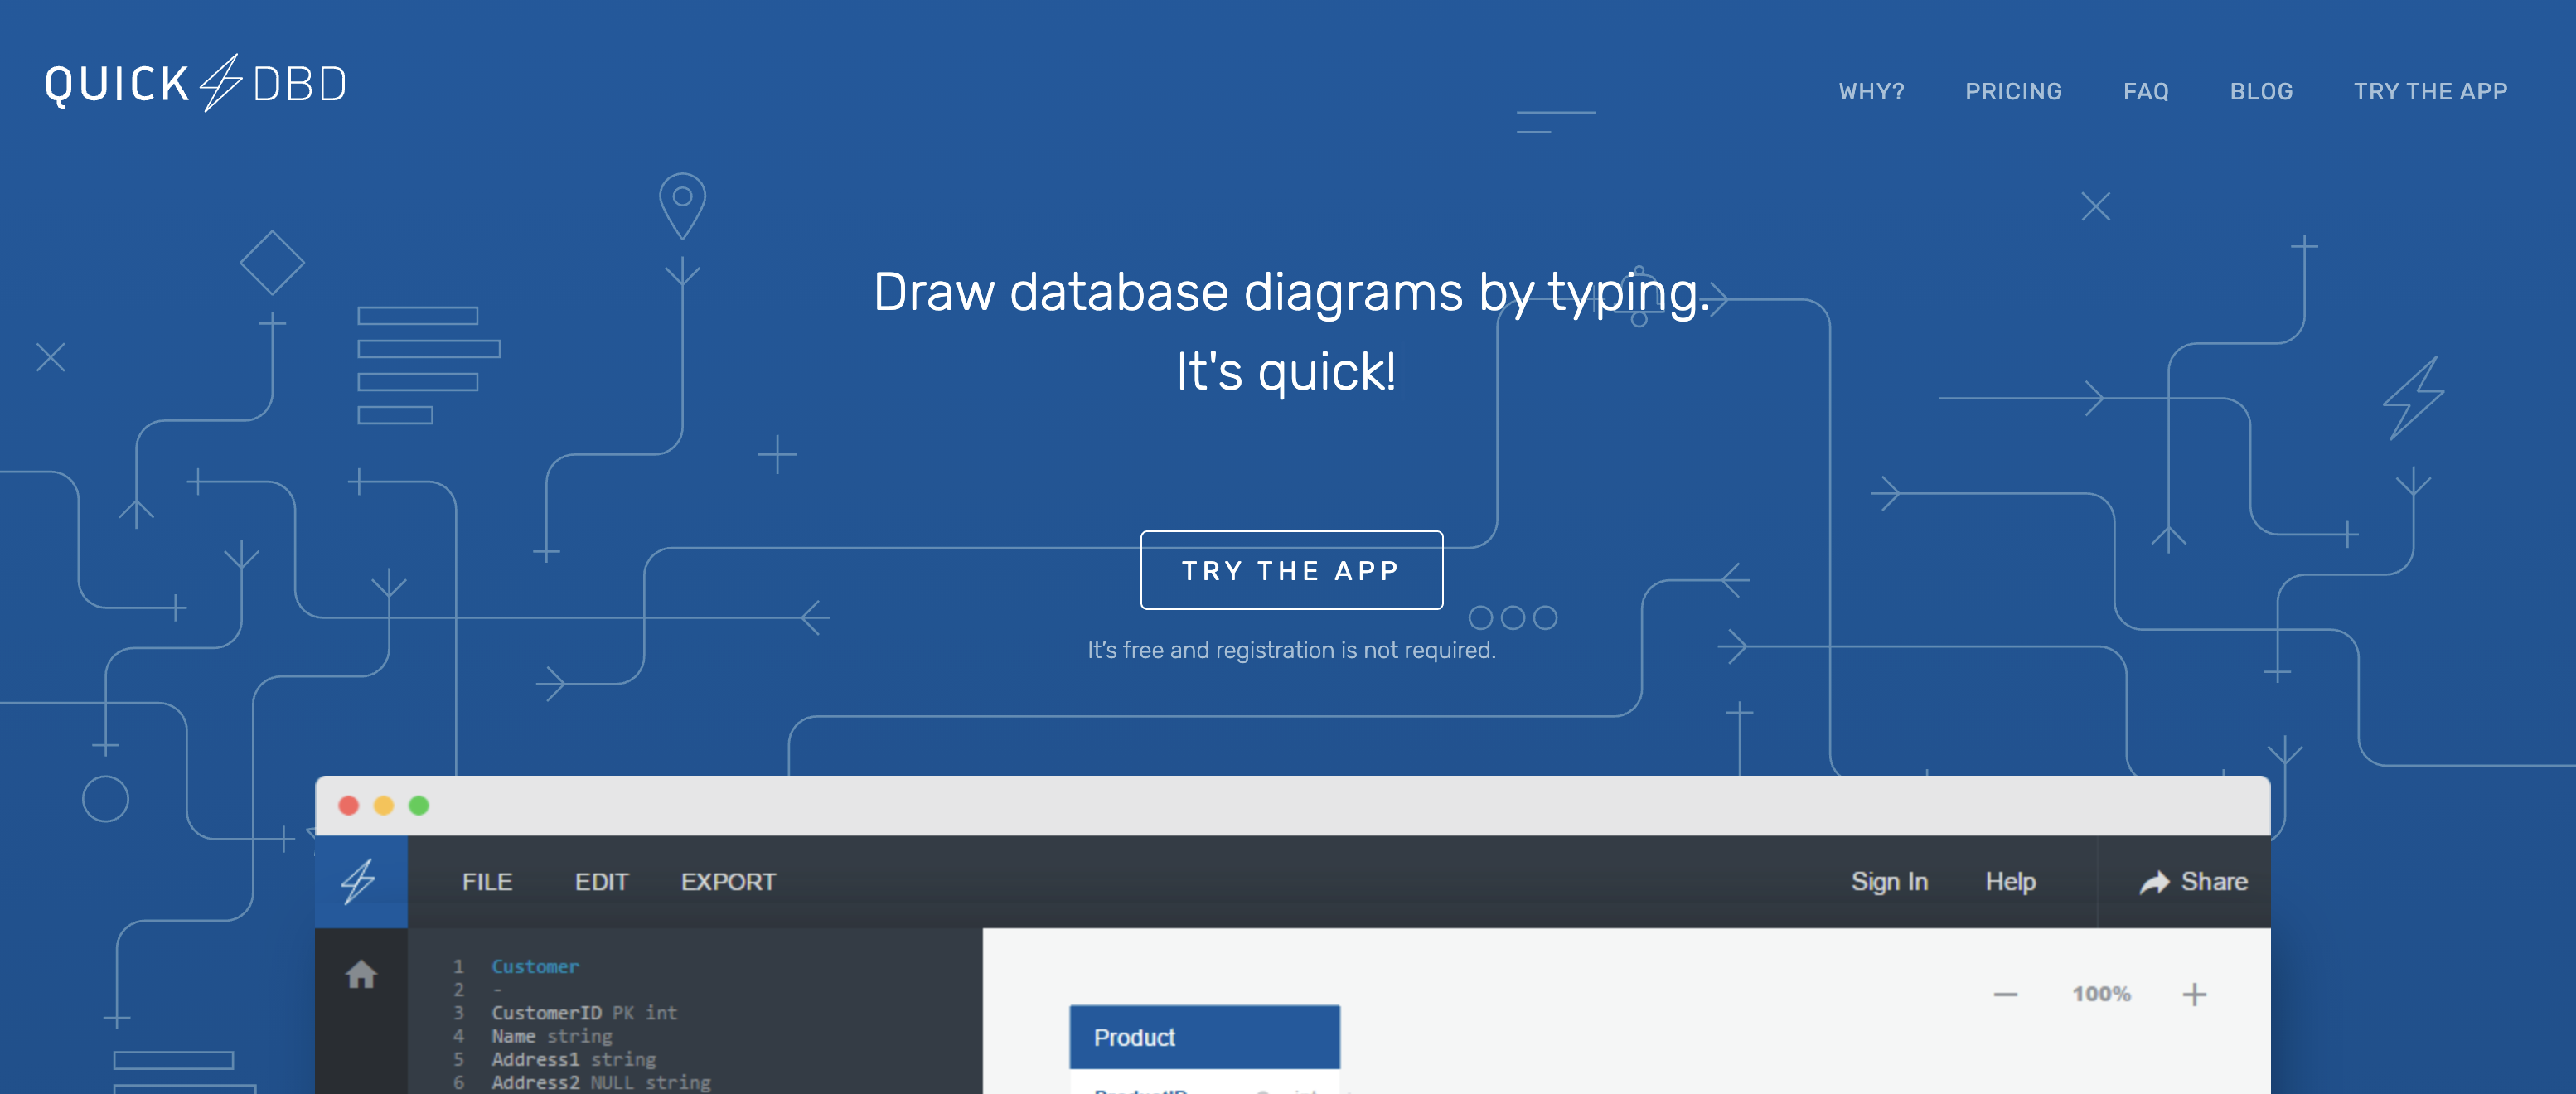 QUICK DBD
WHY? PRICING FAQ BLOG TRY THE APP
Draw database diagrams by typing.
It's quick!
TRY THE APP
It's free and registration is not required.
FILE EDIT EXPORT Sign In Help Share
1 Customer
2 -
3 CustomerID PK int
4 Name string
5 Address1 string
6 Address2 NULL string
100%
Product